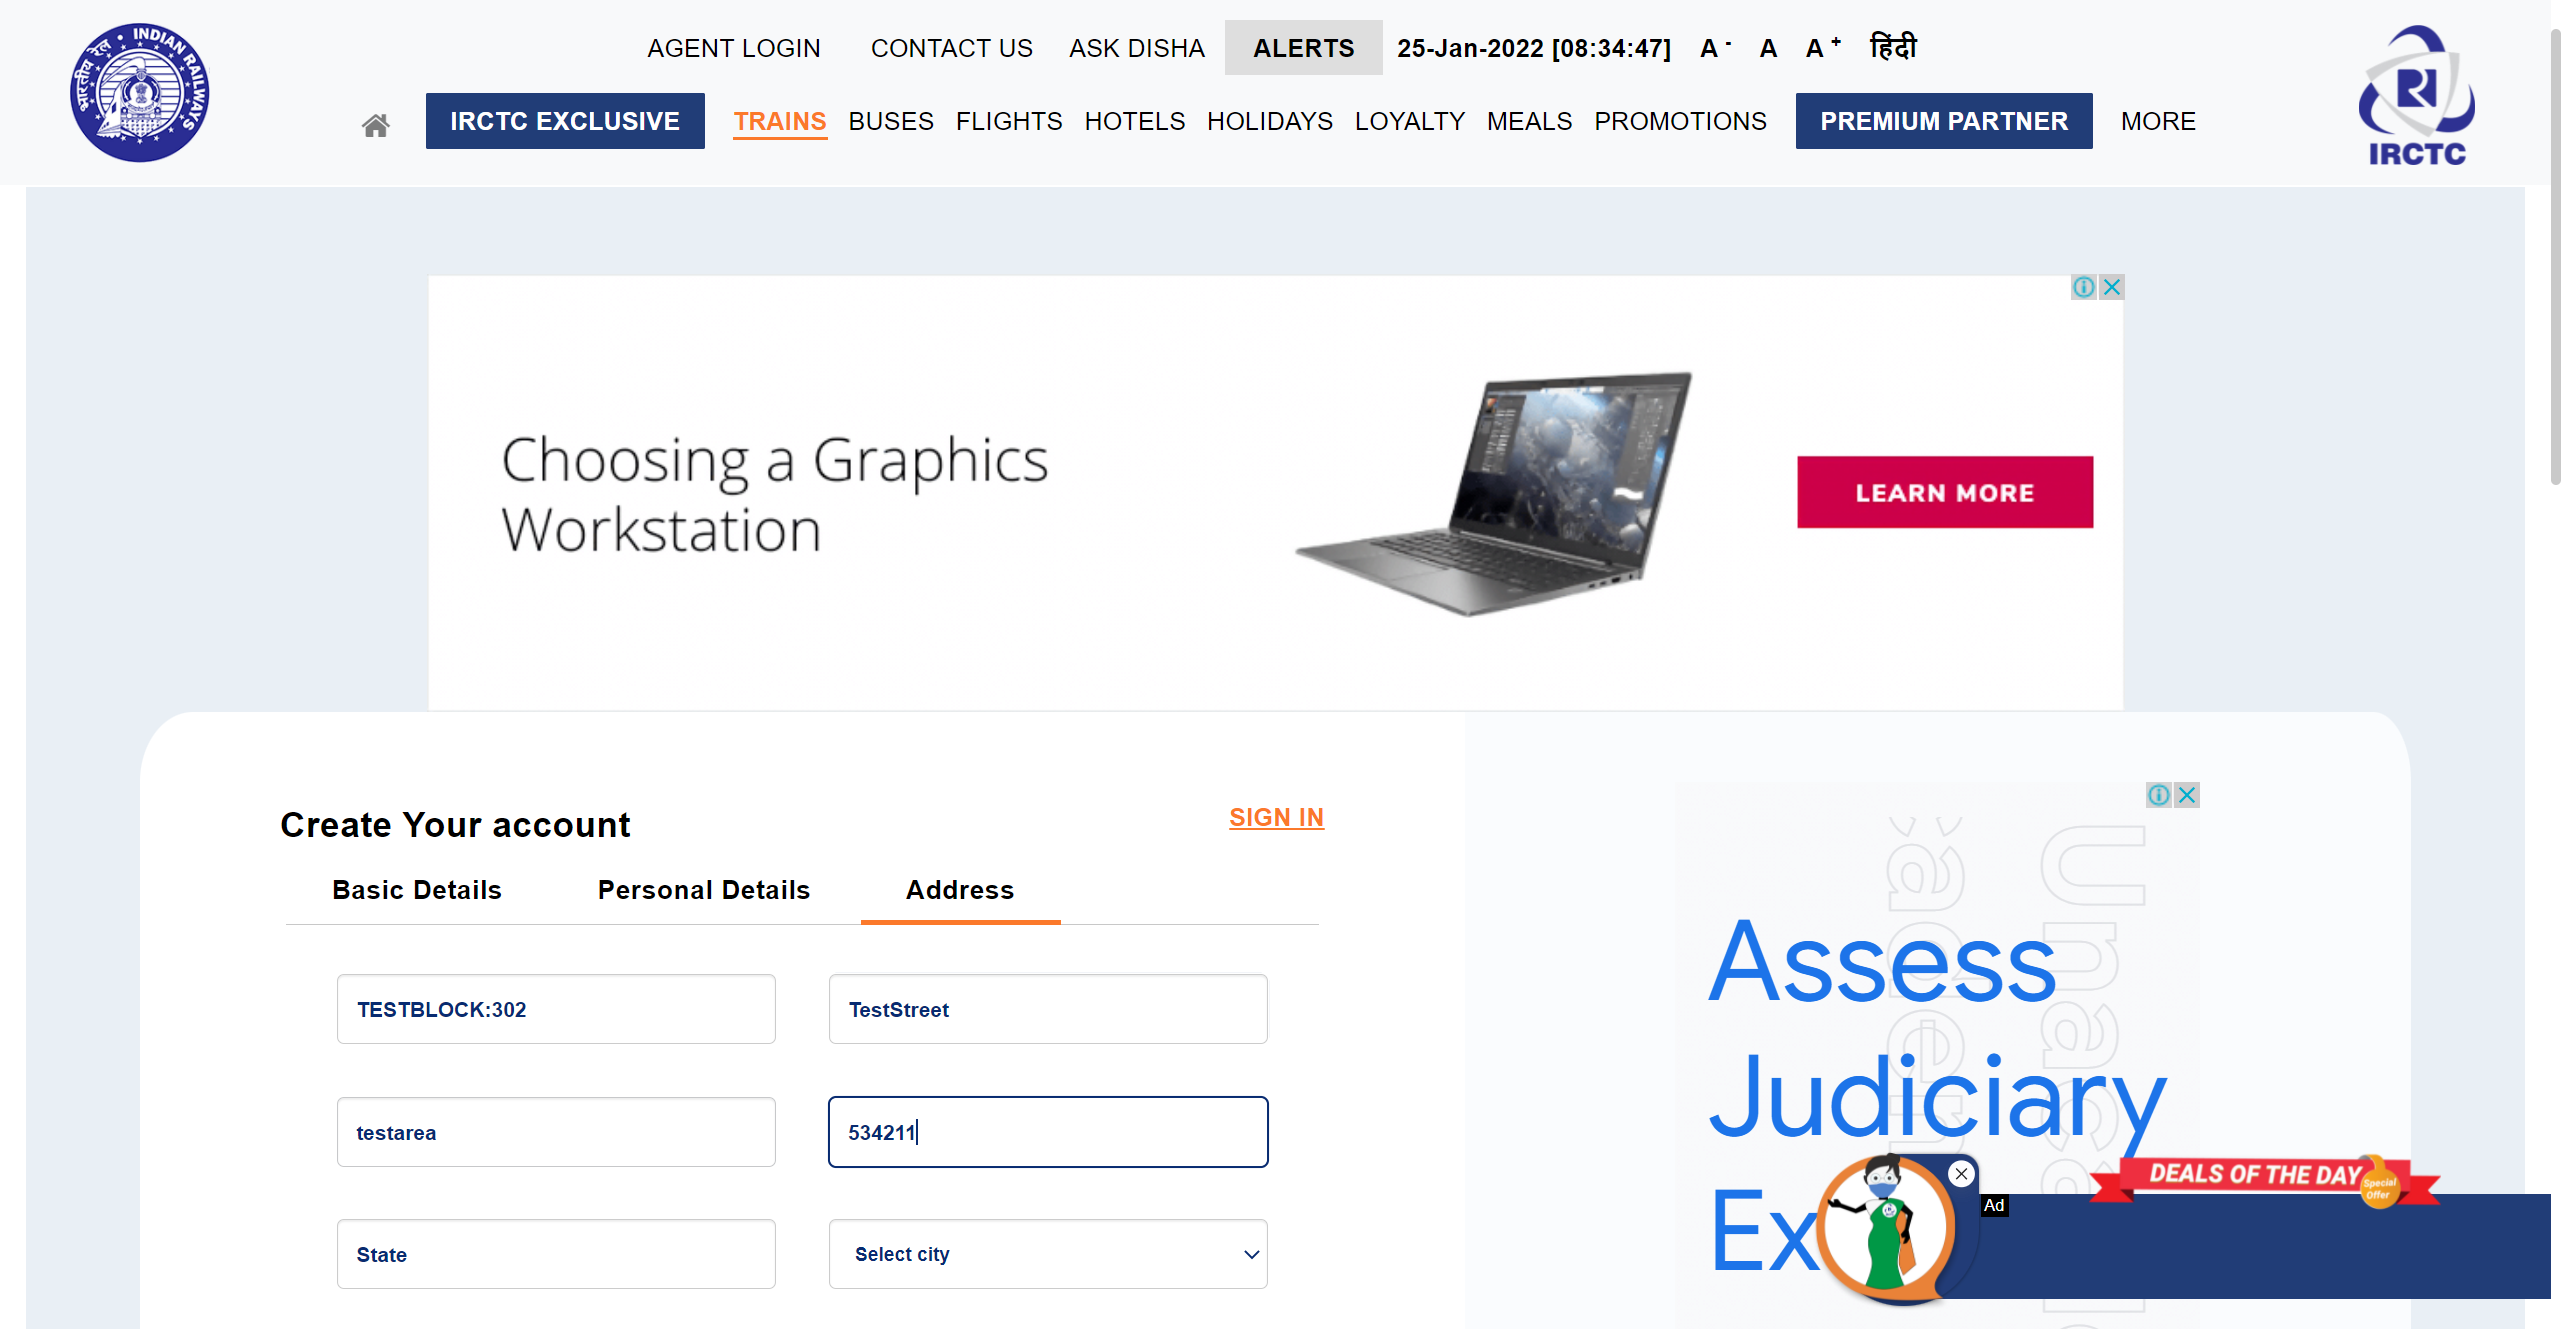 भारतीय रेल • INDIAN RAILWAYS
AGENT LOGIN CONTACT US ASK DISHA ALERTS 25-Jan-2022 [08:34:47] A - A A + हिंदी
IRCTC EXCLUSIVE TRAINS BUSES FLIGHTS HOTELS HOLIDAYS LOYALTY MEALS PROMOTIONS PREMIUM PARTNER MORE
IRCTC
Choosing a Graphics
Workstation
LEARN MORE
Create Your account
SIGN IN
Basic Details Personal Details Address
TESTBLOCK:302 TestStreet
testarea 534211
State Select city
Assess
Judiciary
Ex
DEALS OF THE DAY
Special
Offer
Ad